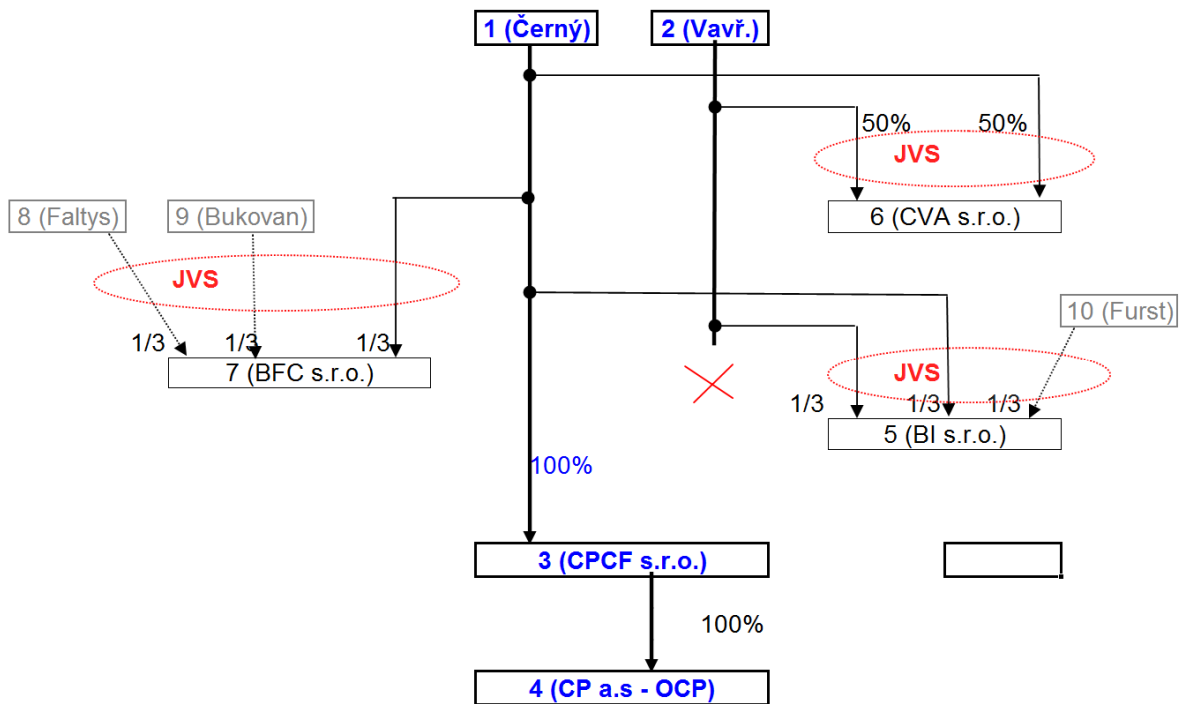 1 (Černý)
2 (Vavř.)
50%
50%
JVS
6 (CVA s.r.o.)
8 (Faltys)
9 (Bukovan)
JVS
1/3
1/3
1/3
7 (BFC s.r.o.)
10 (Furst)
JVS
1/3
1/3
1/3
5 (BI s.r.o.)
100%
3 (CPCF s.r.o.)
100%
4 (CP a.s - OCP)